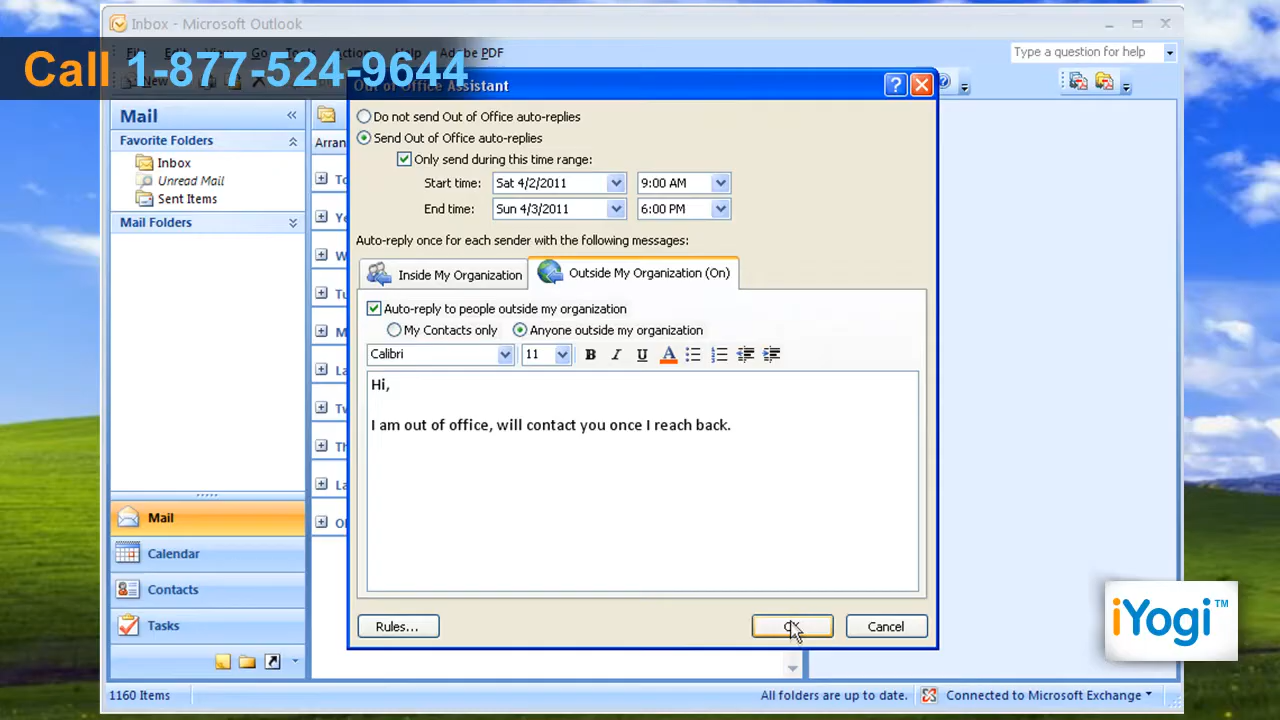 Inbox - Microsoft Outlook
Adobe PDF
Type a question for help
Call 1-877-524-9644
Out of Office Assistant
Mail
Favorite Folders
Inbox
Unread Mail
Sent Items
Mail Folders
Do not send Out of Office auto-replies
Send Out of Office auto-replies
Only send during this time range:
Start time: Sat 4/2/2011 9:00 AM
End time: Sun 4/3/2011 6:00 PM
Auto-reply once for each sender with the following messages:
Inside My Organization
Outside My Organization (On)
Auto-reply to people outside my organization
My Contacts only
Anyone outside my organization
Calibri 11 B I U A
Hi,
I am out of office, will contact you once I reach back.
Rules...
OK
Cancel
Mail
Calendar
Contacts
Tasks
iYogi™
1160 Items
All folders are up to date.
Connected to Microsoft Exchange